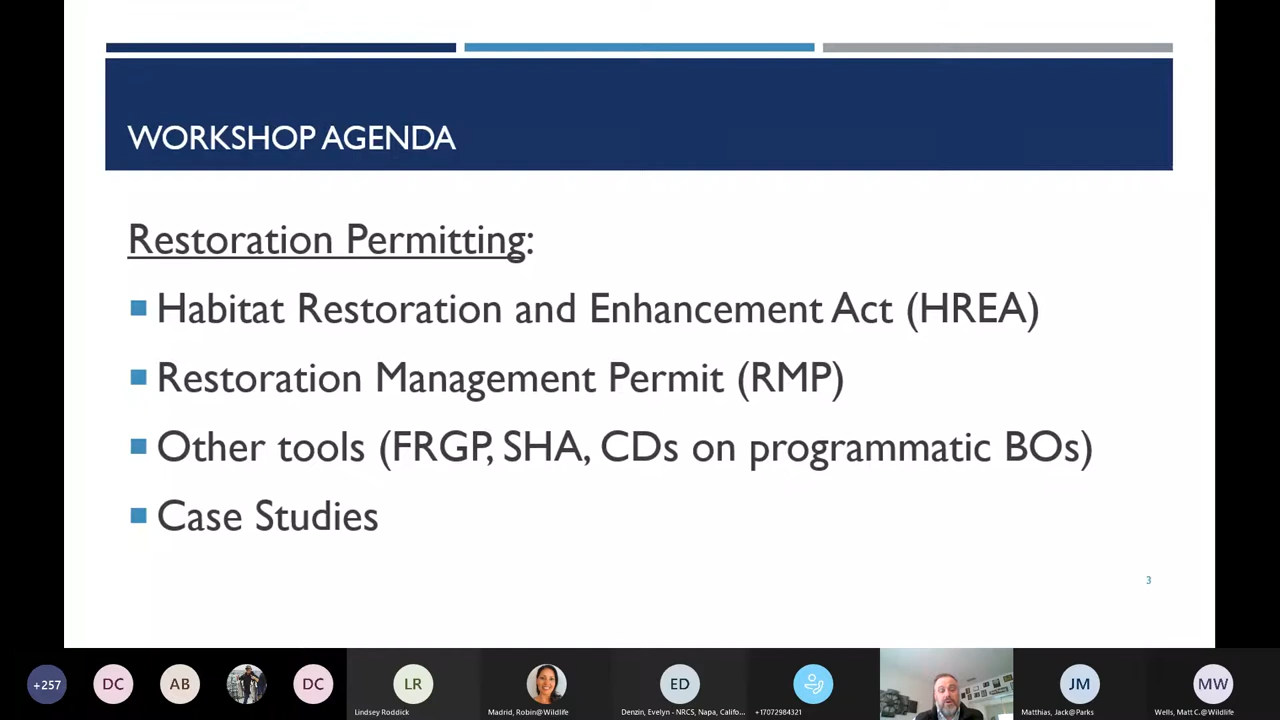 WORKSHOP AGENDA
Restoration Permitting:
Habitat Restoration and Enhancement Act (HREA)
Restoration Management Permit (RMP)
Other tools (FRGP, SHA, CDs on programmatic BOs)
Case Studies
3
+257
DC
AB
DC
LR
ED
JM
MW
Lindsey Roddick
Madrid, Robin@Wildlife
Denzin, Evelyn - NRCS, Napa, Califo...
+17072984321
Matthias, Jack@Parks
Wells, Matt C.@Wildlife